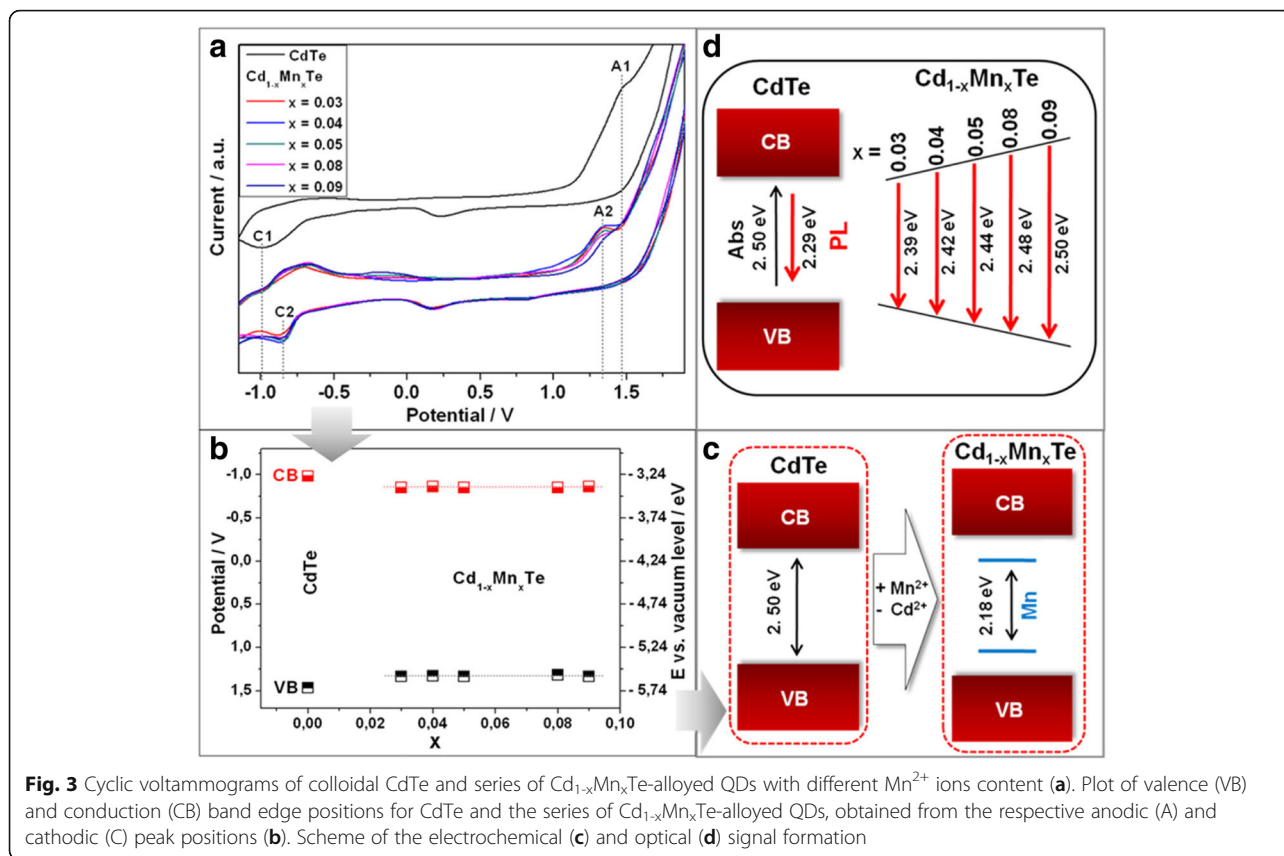 a
CdTe
Cd1-xMnxTe
x = 0.03
x = 0.04
x = 0.05
x = 0.08
x = 0.09
A1
A2
C1
C2
Current / a.u.
-1.0 -0.5 0.0 0.5 1.0 1.5
Potential / V
d
CdTe
Cd1-xMnxTe
CB
VB
Abs
2. 50 eV
2.29 eV
PL
x =
0.03
0.04
0.05
0.08
0.09
2. 39 eV
2. 42 eV
2. 44 eV
2. 48 eV
2.50 eV
b
-1,0
-0,5
0,0
0,5
1,0
1,5
Potential / V
CB
VB
CdTe
Cd1-xMnxTe
- 3,24
- 3,74
- 4,24
- 4,74
- 5,24
- 5,74
E vs. vacuum level / eV
0,00 0,02 0,04 0,06 0,08 0,10
X
c
CdTe
CB
2. 50 eV
VB
+ Mn2+
- Cd2+
Cd1-xMnxTe
CB
2.18 eV
Mn
VB
Fig. 3 Cyclic voltammograms of colloidal CdTe and series of Cd1-xMnxTe-alloyed QDs with different Mn2+ ions content (a). Plot of valence (VB)
and conduction (CB) band edge positions for CdTe and the series of Cd1-xMnxTe-alloyed QDs, obtained from the respective anodic (A) and
cathodic (C) peak positions (b). Scheme of the electrochemical (c) and optical (d) signal formation